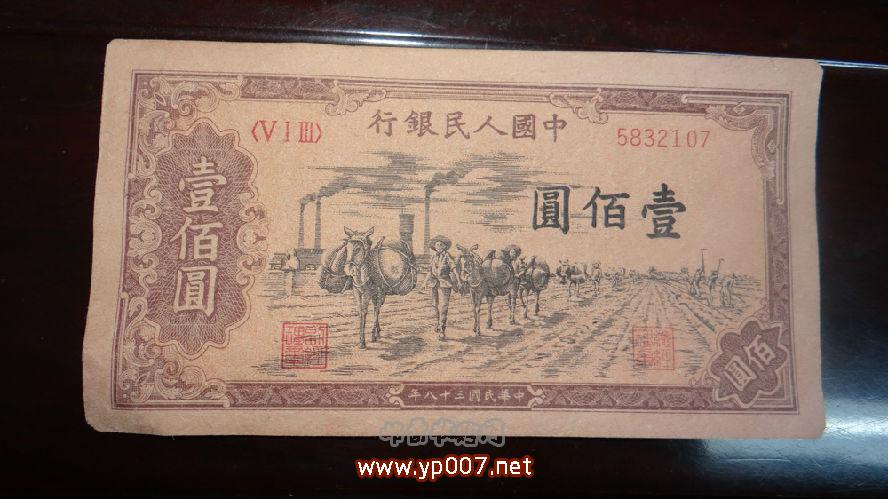 中國人民銀行
〈V I III〉
5832107
壹佰圓
壹佰圓
佰圓
中華民國三十八年
www.yp007.net